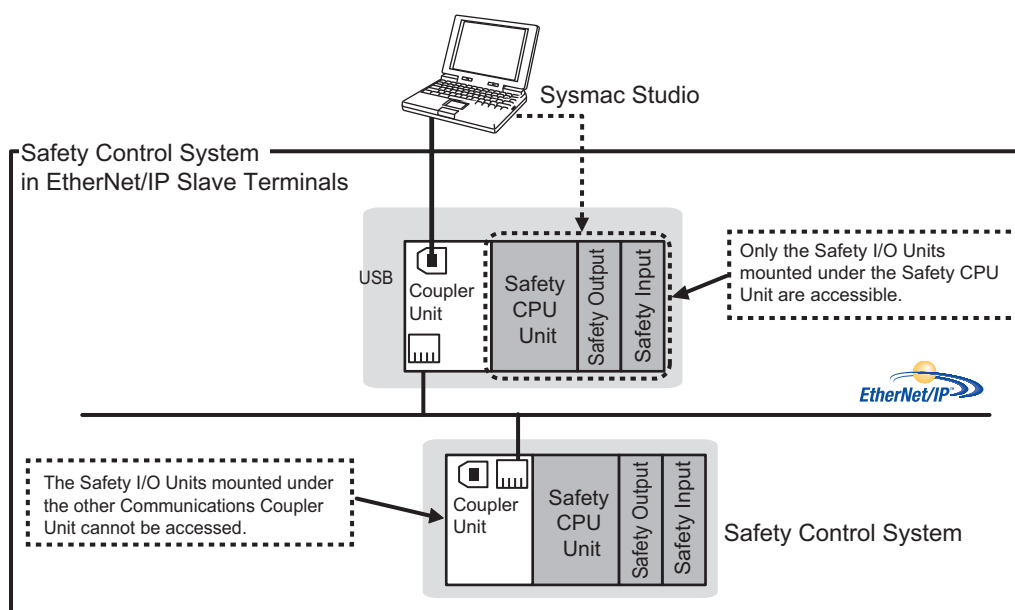 Sysmac Studio
Safety Control System
in EtherNet/IP Slave Terminals
USB
Coupler
Unit
Safety
CPU
Unit
Safety Output
Safety Input
Only the Safety I/O Units
mounted under the Safety CPU
Unit are accessible.
EtherNet/IP™
The Safety I/O Units mounted under
the other Communications Coupler
Unit cannot be accessed.
Coupler
Unit
Safety
CPU
Unit
Safety Output
Safety Input
Safety Control System